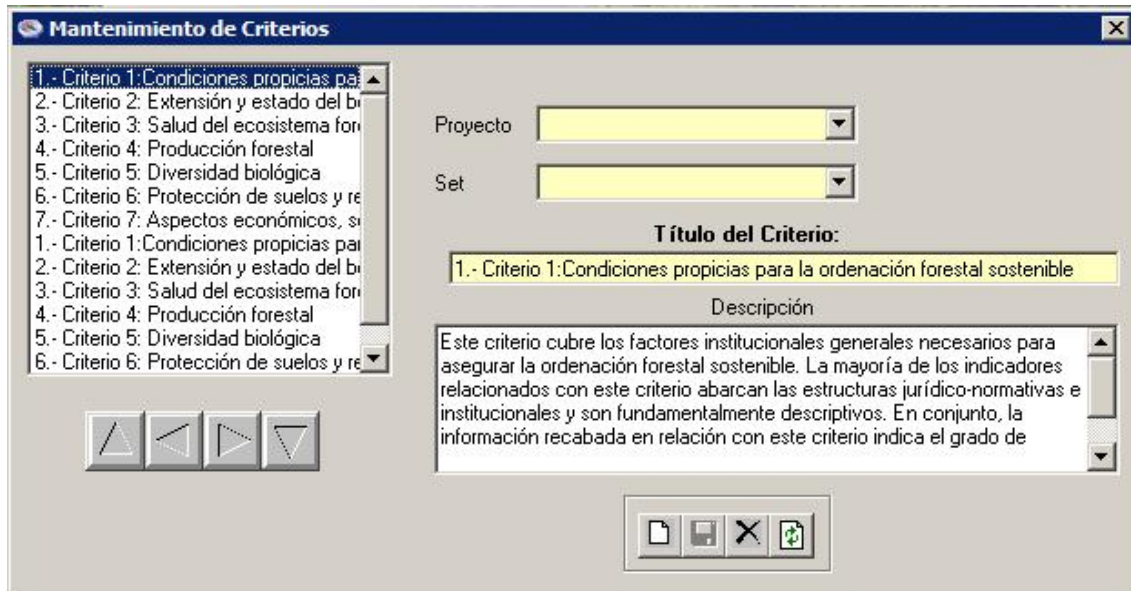 Mantenimiento de Criterios
1.- Criterio 1:Condiciones propicias pa
2.- Criterio 2: Extensión y estado del b
3.- Criterio 3: Salud del ecosistema for
4.- Criterio 4: Producción forestal
5.- Criterio 5: Diversidad biológica
6.- Criterio 6: Protección de suelos y re
7.- Criterio 7: Aspectos económicos, s
1.- Criterio 1:Condiciones propicias par
2.- Criterio 2: Extensión y estado del b
3.- Criterio 3: Salud del ecosistema for
4.- Criterio 4: Producción forestal
5.- Criterio 5: Diversidad biológica
6.- Criterio 6: Protección de suelos y re
Proyecto
Set
Título del Criterio:
1.- Criterio 1:Condiciones propicias para la ordenación forestal sostenible
Descripción
Este criterio cubre los factores institucionales generales necesarios para
asegurar la ordenación forestal sostenible. La mayoría de los indicadores
relacionados con este criterio abarcan las estructuras jurídico-normativas e
institucionales y son fundamentalmente descriptivos. En conjunto, la
información recabada en relación con este criterio indica el grado de